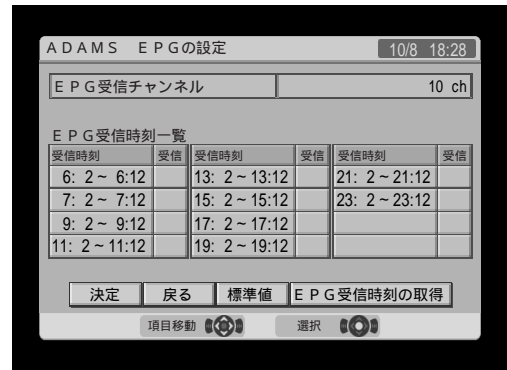 ADAMS EPGの設定 10/8 18:28
EPG受信チャンネル 10 ch
EPG受信時刻一覧
受信時刻 受信 受信時刻 受信 受信時刻 受信
6: 2~ 6:12 13: 2~13:12 21: 2~21:12
7: 2~ 7:12 15: 2~15:12 23: 2~23:12
9: 2~ 9:12 17: 2~17:12
11: 2~11:12 19: 2~19:12
決定 戻る 標準値 EPG受信時刻の取得
項目移動 選択